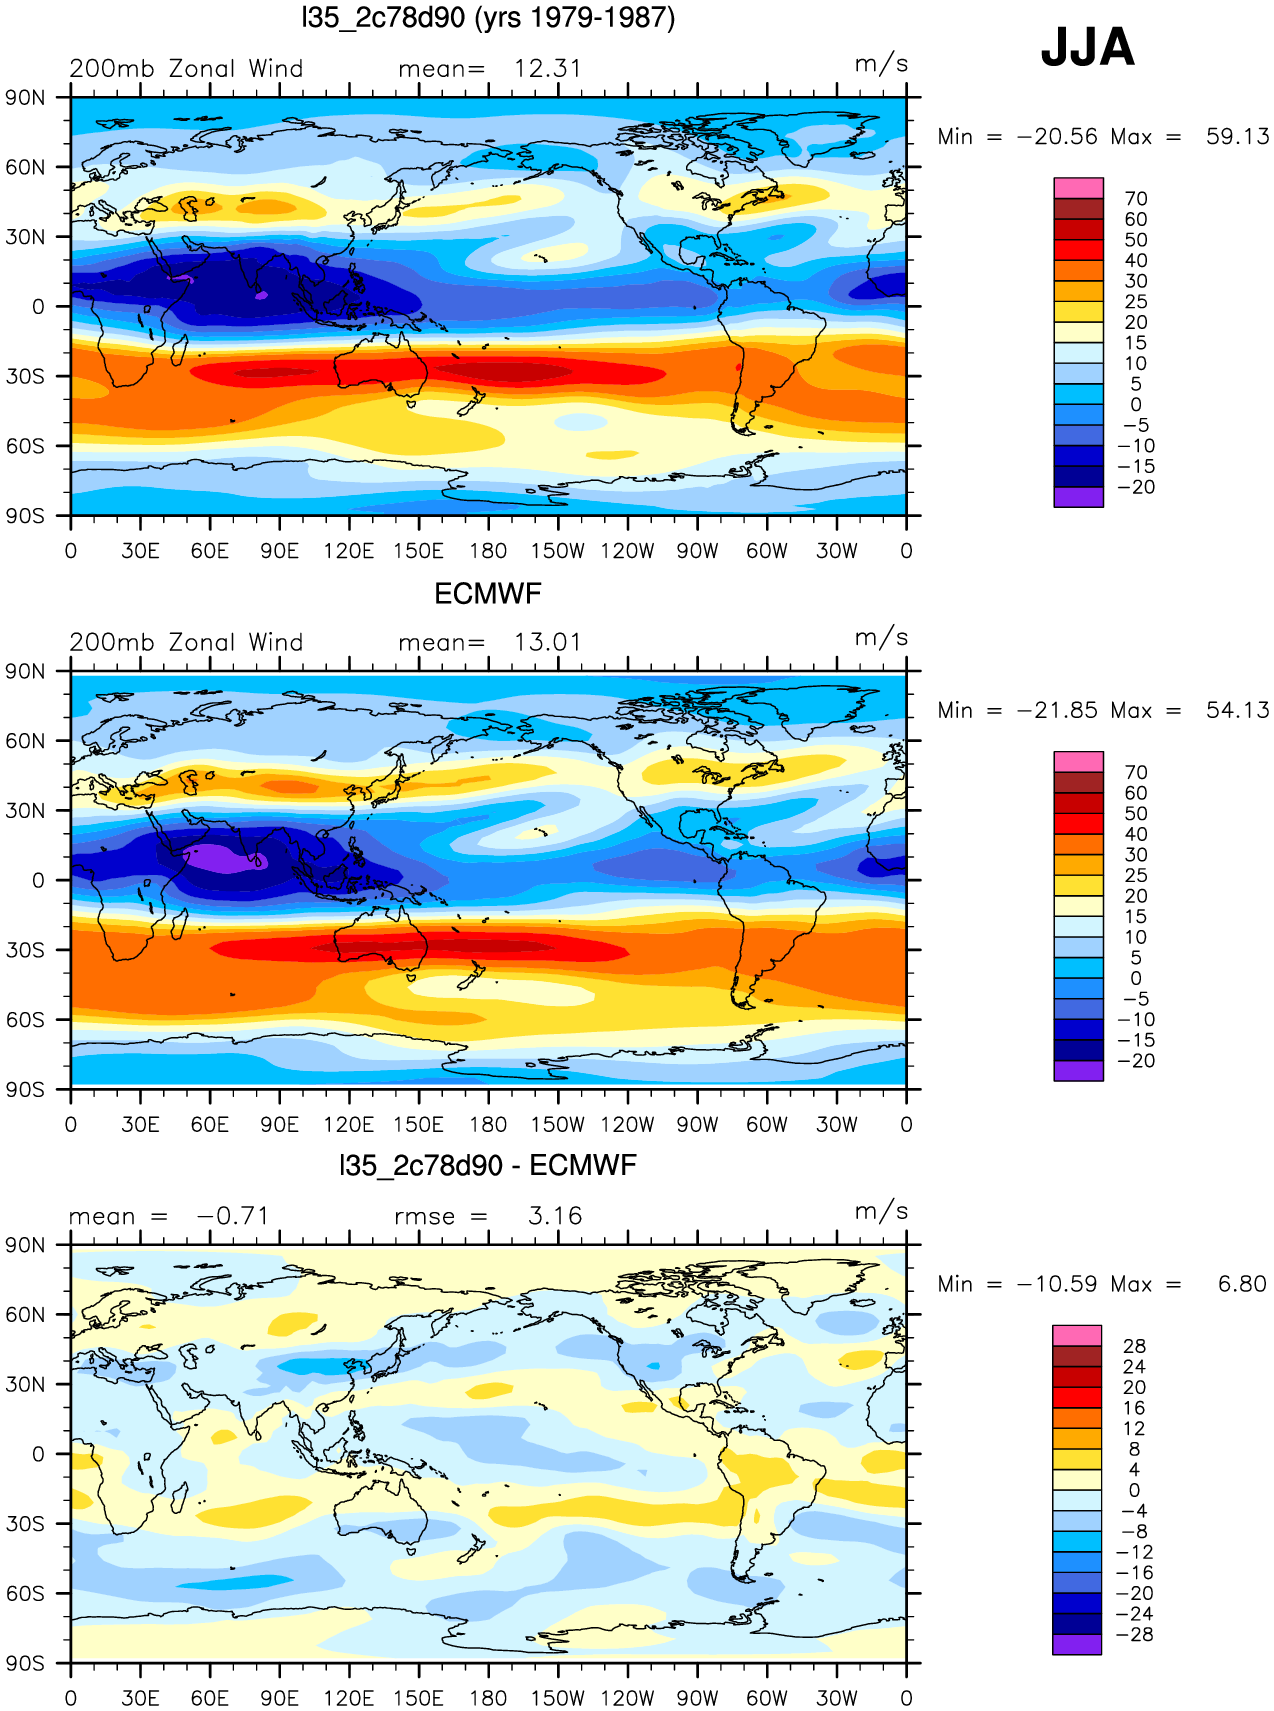 l35_2c78d90 (yrs 1979-1987)
JJA
200mb Zonal Wind mean= 12.31 m/s
Min = -20.56 Max = 59.13
90N
60N
30N
0
30S
60S
90S
0 30E 60E 90E 120E 150E 180 150W 120W 90W 60W 30W 0
70
60
50
40
30
25
20
15
10
5
0
-5
-10
-15
-20
ECMWF
200mb Zonal Wind mean= 13.01 m/s
Min = -21.85 Max = 54.13
90N
60N
30N
0
30S
60S
90S
0 30E 60E 90E 120E 150E 180 150W 120W 90W 60W 30W 0
70
60
50
40
30
25
20
15
10
5
0
-5
-10
-15
-20
l35_2c78d90 - ECMWF
mean = -0.71 rmse = 3.16 m/s
Min = -10.59 Max = 6.80
90N
60N
30N
0
30S
60S
90S
0 30E 60E 90E 120E 150E 180 150W 120W 90W 60W 30W 0
28
24
20
16
12
8
4
0
-4
-8
-12
-16
-20
-24
-28